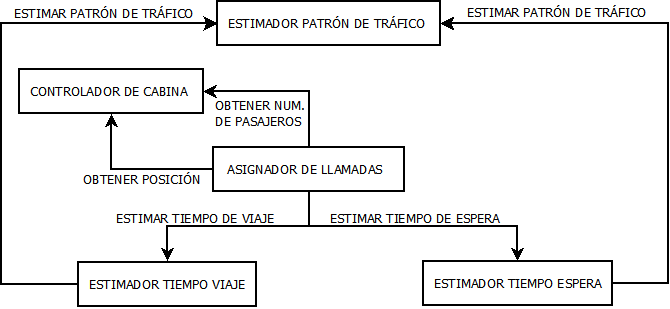 ESTIMAR PATRÓN DE TRÁFICO
ESTIMAR PATRÓN DE TRÁFICO
ESTIMADOR PATRÓN DE TRÁFICO
CONTROLADOR DE CABINA
OBTENER NUM.
DE PASAJEROS
ASIGNADOR DE LLAMADAS
OBTENER POSICIÓN
ESTIMAR TIEMPO DE VIAJE
ESTIMAR TIEMPO DE ESPERA
ESTIMADOR TIEMPO VIAJE
ESTIMADOR TIEMPO ESPERA